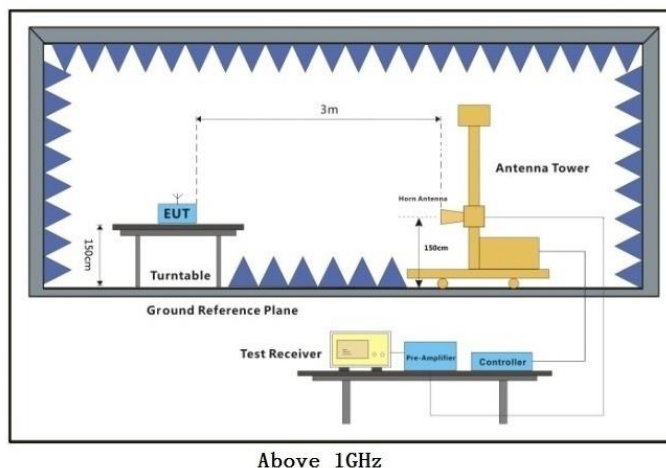 3m
Antenna Tower
Horn Antenna
EUT
150cm
150cm
Turntable
Ground Reference Plane
Test Receiver
Pre-Amplifier
Controller
Above 1GHz